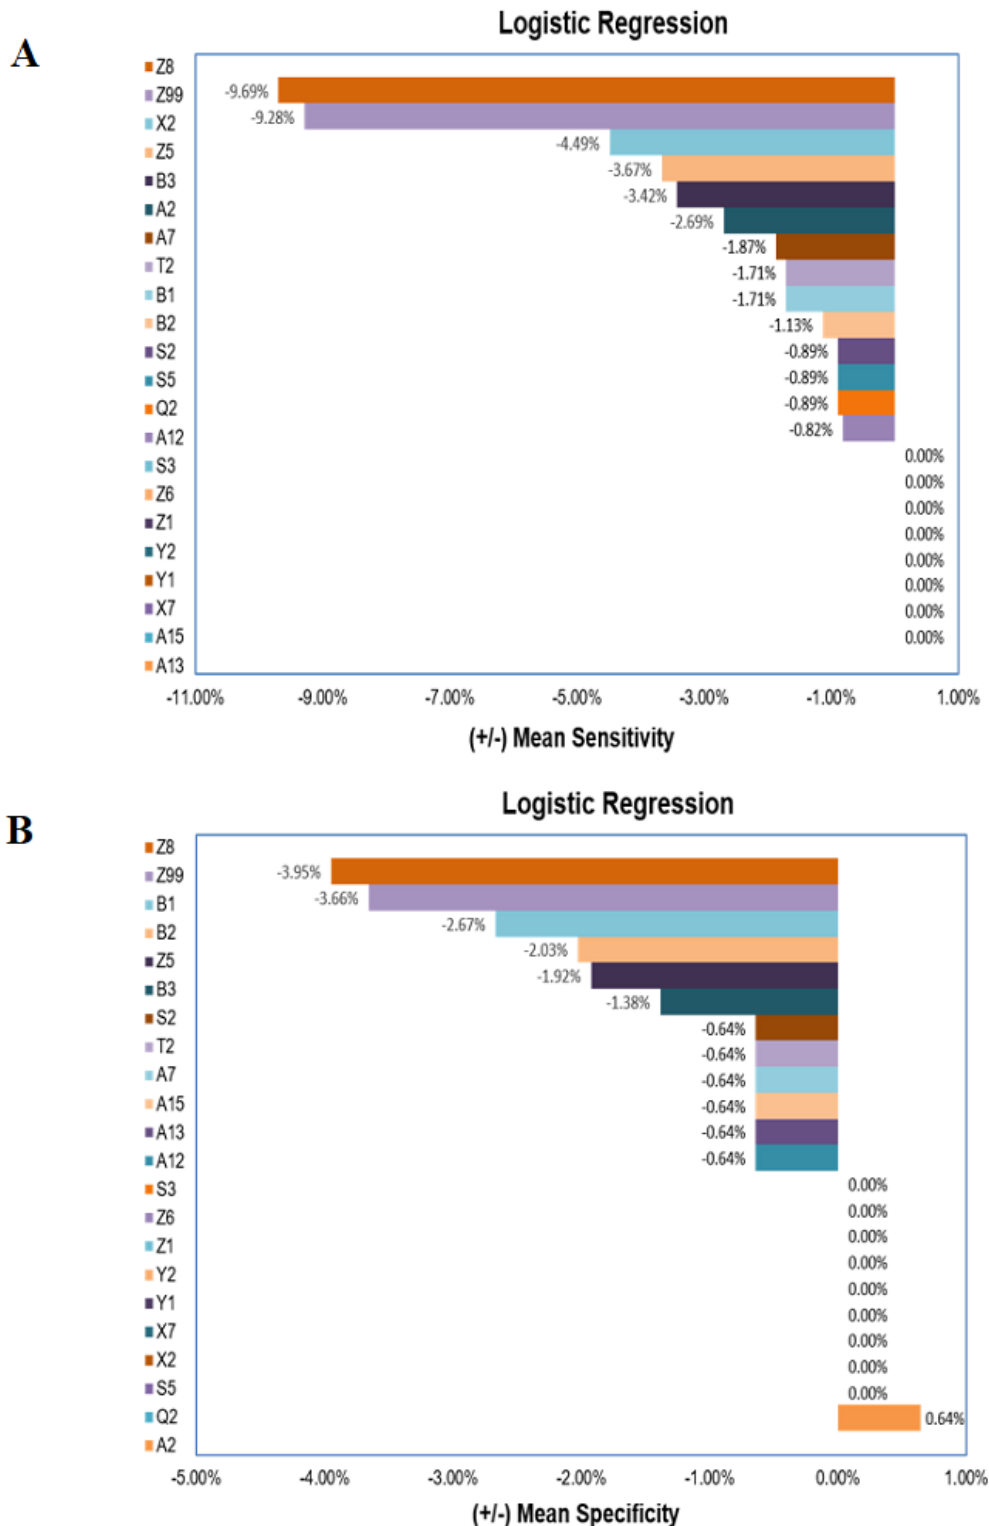 A
Logistic Regression
Z8
Z99
X2
Z5
B3
A2
A7
T2
B1
B2
S2
S5
Q2
A12
S3
Z6
Z1
Y2
Y1
X7
A15
A13
-9.69%
-9.28%
-4.49%
-3.67%
-3.42%
-2.69%
-1.87%
-1.71%
-1.71%
-1.13%
-0.89%
-0.89%
-0.89%
-0.82%
0.00%
0.00%
0.00%
0.00%
0.00%
0.00%
0.00%
0.00%
-11.00% -9.00% -7.00% -5.00% -3.00% -1.00% 1.00%
(+/-) Mean Sensitivity
B
Logistic Regression
Z8
Z99
B1
B2
Z5
B3
S2
T2
A7
A15
A13
A12
S3
Z6
Z1
Y2
Y1
X7
X2
S5
Q2
A2
-3.95%
-3.66%
-2.67%
-2.03%
-1.92%
-1.38%
-0.64%
-0.64%
-0.64%
-0.64%
-0.64%
-0.64%
0.00%
0.00%
0.00%
0.00%
0.00%
0.00%
0.00%
0.00%
0.00%
0.64%
-5.00% -4.00% -3.00% -2.00% -1.00% 0.00% 1.00%
(+/-) Mean Specificity